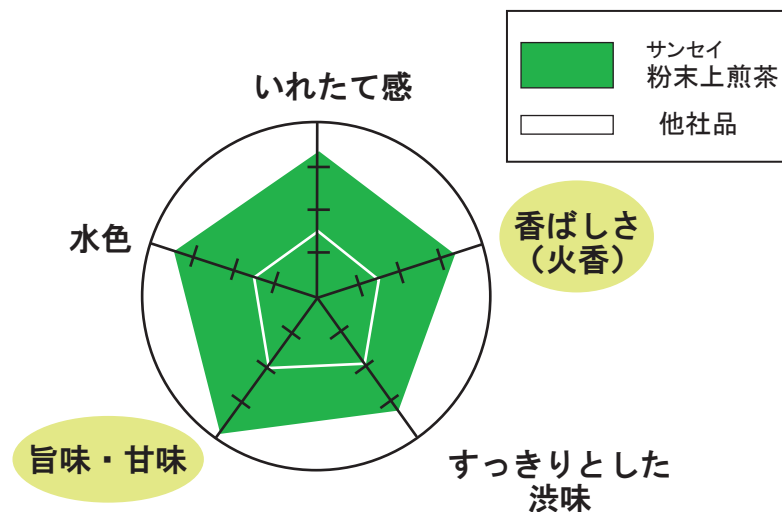 サンセイ
粉末上煎茶
他社品
いれたて感
香ばしさ
（火香）
水色
旨味・甘味
すっきりとした
渋味